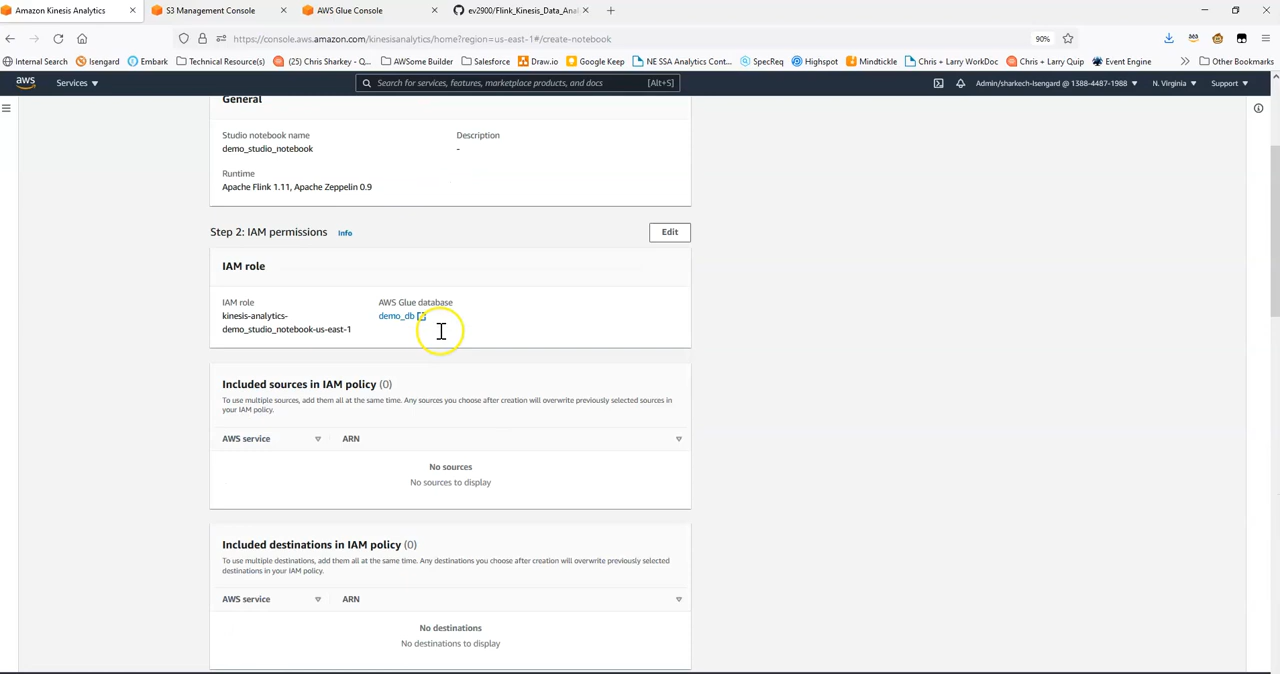 Amazon Kinesis Analytics
S3 Management Console
AWS Glue Console
ev2900/Flink_Kinesis_Data_Ana
https://console.aws.amazon.com/kinesisanalytics/home?region=us-east-1#/create-notebook
90%
Internal Search
Isengard
Embark
Technical Resource(s)
(25) Chris Sharkey - Q...
AWSome Builder
Salesforce
Draw.io
Google Keep
NE SSA Analytics Cont...
SpecReq
Highspot
Mindtickle
Chris + Larry WorkDoc
Chris + Larry Quip
Event Engine
Other Bookmarks
aws
Services
Search for services, features, marketplace products, and docs
[Alt+S]
Admin/sharkech-Isengard @ 1388-4487-1988
N. Virginia
Support
General
Studio notebook name
Description
demo_studio_notebook
-
Runtime
Apache Flink 1.11, Apache Zeppelin 0.9
Step 2: IAM permissions
Info
Edit
IAM role
IAM role
AWS Glue database
kinesis-analytics-
demo_db
demo_studio_notebook-us-east-1
Included sources in IAM policy (0)
To use multiple sources, add them all at the same time. Any sources you choose after creation will overwrite previously selected sources in
your IAM policy.
AWS service
ARN
No sources
No sources to display
Included destinations in IAM policy (0)
To use multiple destinations, add them all at the same time. Any destinations you choose after creation will overwrite previously selected
destinations in your IAM policy.
AWS service
ARN
No destinations
No destinations to display